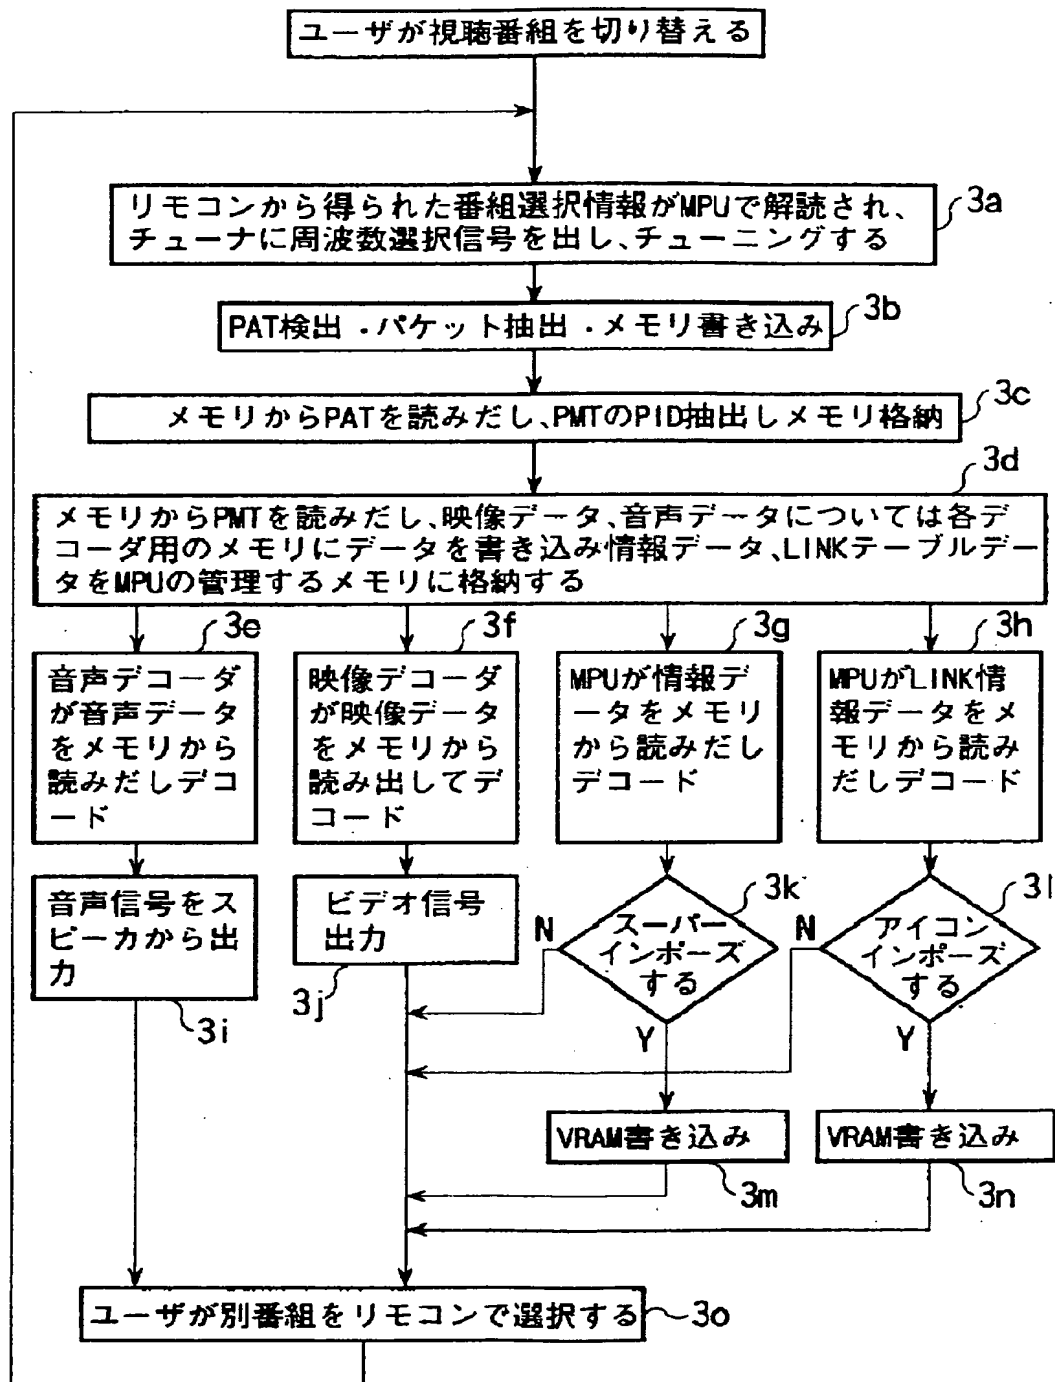 ユーザが視聴番組を切り替える
リモコンから得られた番組選択情報がMPUで解読され、
チューナに周波数選択信号を出し、チューニングする
3a
PAT検出・パケット抽出・メモリ書き込み
3b
メモリからPATを読みだし、PMTのPID抽出しメモリ格納
3c
3d
メモリからPMTを読みだし、映像データ、音声データについては各デ
コーダ用のメモリにデータを書き込み情報データ、LINKテーブルデー
タをMPUの管理するメモリに格納する
3e
音声デコーダ
が音声データ
をメモリから
読みだしデコ
ード
3f
映像デコーダ
が映像データ
をメモリから
読み出してデ
コード
3g
MPUが情報デ
ータをメモリ
から読みだし
デコード
3h
MPUがLINK情
報データをメ
モリから読み
だしデコード
音声信号をス
ピーカから出
力
3i
ビデオ信号
出力
3j
3k
スーパー
インポーズ
する
N
Y
3l
アイコン
インポーズ
する
N
Y
VRAM書き込み
3m
VRAM書き込み
3n
ユーザが別番組をリモコンで選択する
3o